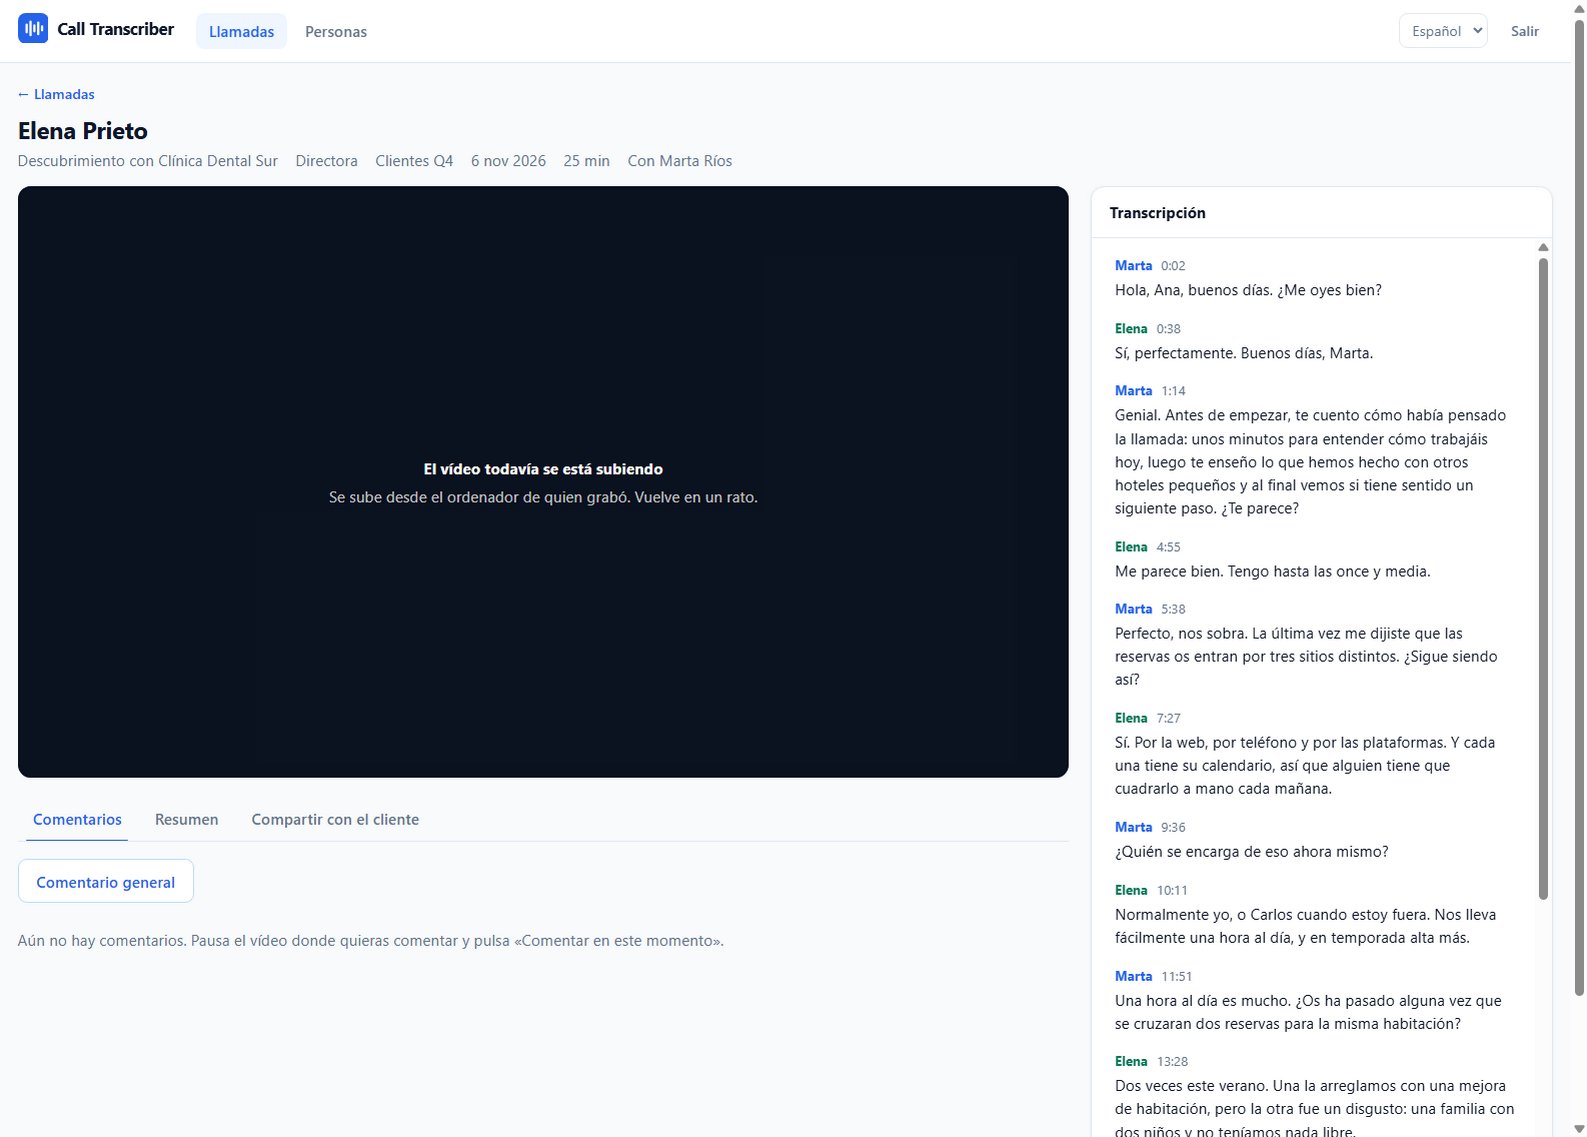 Call Transcriber
Llamadas
Personas
Español
Salir
← Llamadas
Elena Prieto
Descubrimiento con Clínica Dental Sur Directora Clientes Q4 6 nov 2026 25 min Con Marta Ríos
El vídeo todavía se está subiendo
Se sube desde el ordenador de quien grabó. Vuelve en un rato.
Comentarios
Resumen
Compartir con el cliente
Comentario general
Aún no hay comentarios. Pausa el vídeo donde quieras comentar y pulsa «Comentar en este momento».
Transcripción
Marta 0:02
Hola, Ana, buenos días. ¿Me oyes bien?
Elena 0:38
Sí, perfectamente. Buenos días, Marta.
Marta 1:14
Genial. Antes de empezar, te cuento cómo había pensado
la llamada: unos minutos para entender cómo trabajáis
hoy, luego te enseño lo que hemos hecho con otros
hoteles pequeños y al final vemos si tiene sentido un
siguiente paso. ¿Te parece?
Elena 4:55
Me parece bien. Tengo hasta las once y media.
Marta 5:38
Perfecto, nos sobra. La última vez me dijiste que las
reservas os entran por tres sitios distintos. ¿Sigue siendo
así?
Elena 7:27
Sí. Por la web, por teléfono y por las plataformas. Y cada
una tiene su calendario, así que alguien tiene que
cuadrarlo a mano cada mañana.
Marta 9:36
¿Quién se encarga de eso ahora mismo?
Elena 10:11
Normalmente yo, o Carlos cuando estoy fuera. Nos lleva
fácilmente una hora al día, y en temporada alta más.
Marta 11:51
Una hora al día es mucho. ¿Os ha pasado alguna vez que
se cruzaran dos reservas para la misma habitación?
Elena 13:28
Dos veces este verano. Una la arreglamos con una mejora
de habitación, pero la otra fue un disgusto: una familia con
dos niños y no teníamos nada libre.